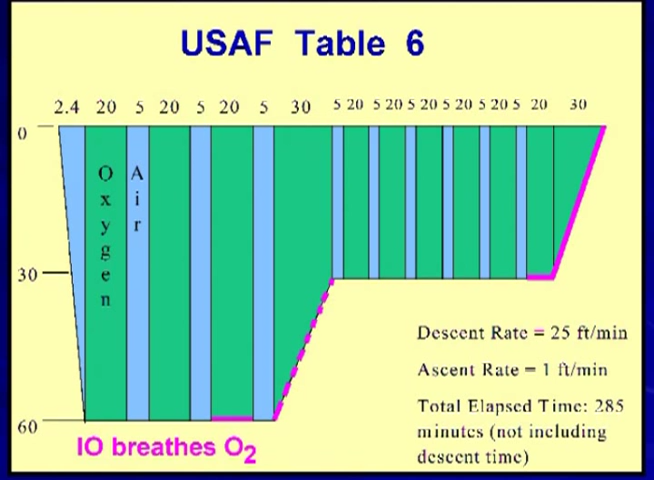 USAF Table 6
2.4 20 5 20 5 20 5 30 5 20 5 20 5 20 5 20 5 20 5 20 30
0
Oxygen
Air
30
60
Descent Rate = 25 ft/min
Ascent Rate = 1 ft/min
Total Elapsed Time: 285
minutes (not including
descent time)
IO breathes O2